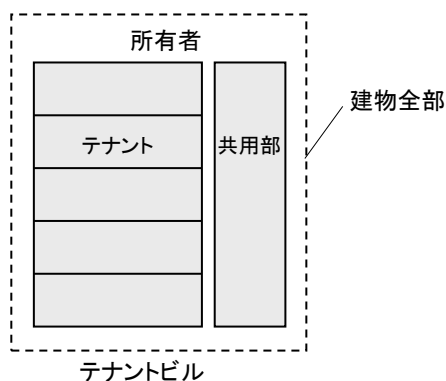 所有者
建物全部
テナント
共用部
テナントビル